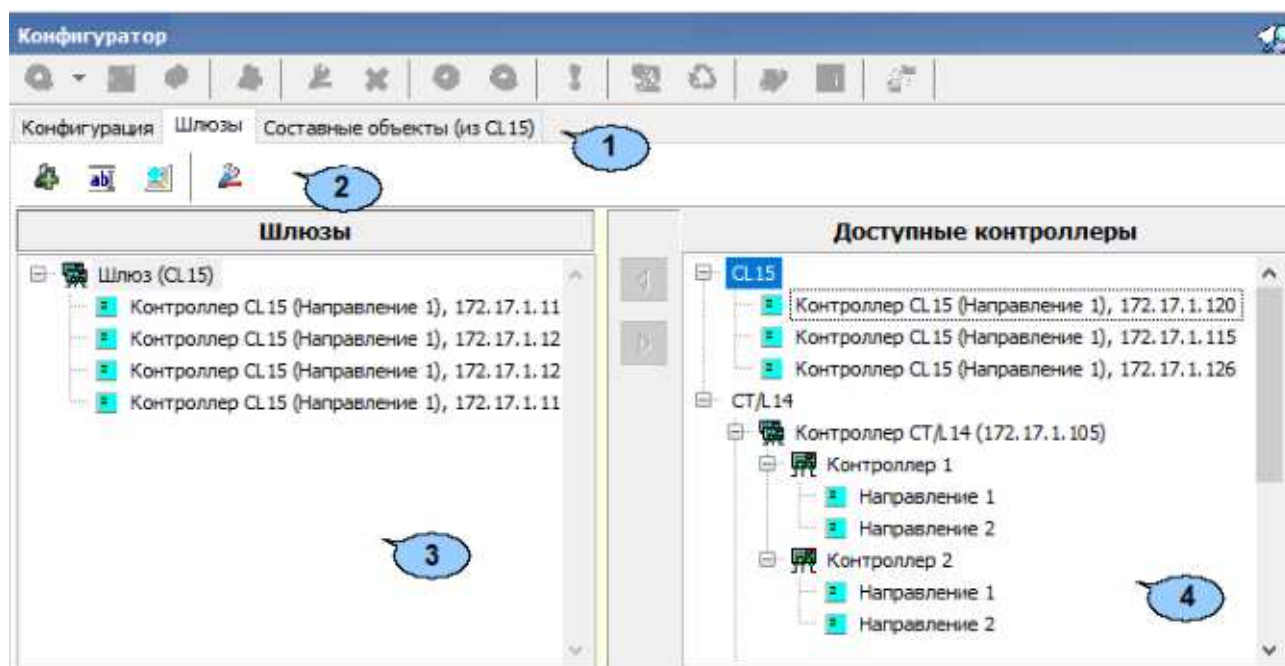 Конфигуратор
Конфигурация Шлюзы Составные объекты (из CL15)
1
abl
2
Шлюзы
Доступные контроллеры
Шлюз (CL15)
Контроллер CL15 (Направление 1), 172.17.1.11
Контроллер CL15 (Направление 1), 172.17.1.12
Контроллер CL15 (Направление 1), 172.17.1.12
Контроллер CL15 (Направление 1), 172.17.1.11
3
CL15
Контроллер CL15 (Направление 1), 172.17.1.120
Контроллер CL15 (Направление 1), 172.17.1.115
Контроллер CL15 (Направление 1), 172.17.1.126
CT/L14
Контроллер CT/L14 (172.17.1.105)
Контроллер 1
Направление 1
Направление 2
Контроллер 2
Направление 1
Направление 2
4